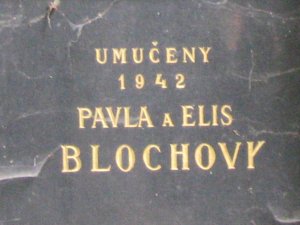 UMUČENY
1942
PAVLA A ELIS
BLOCHOVY